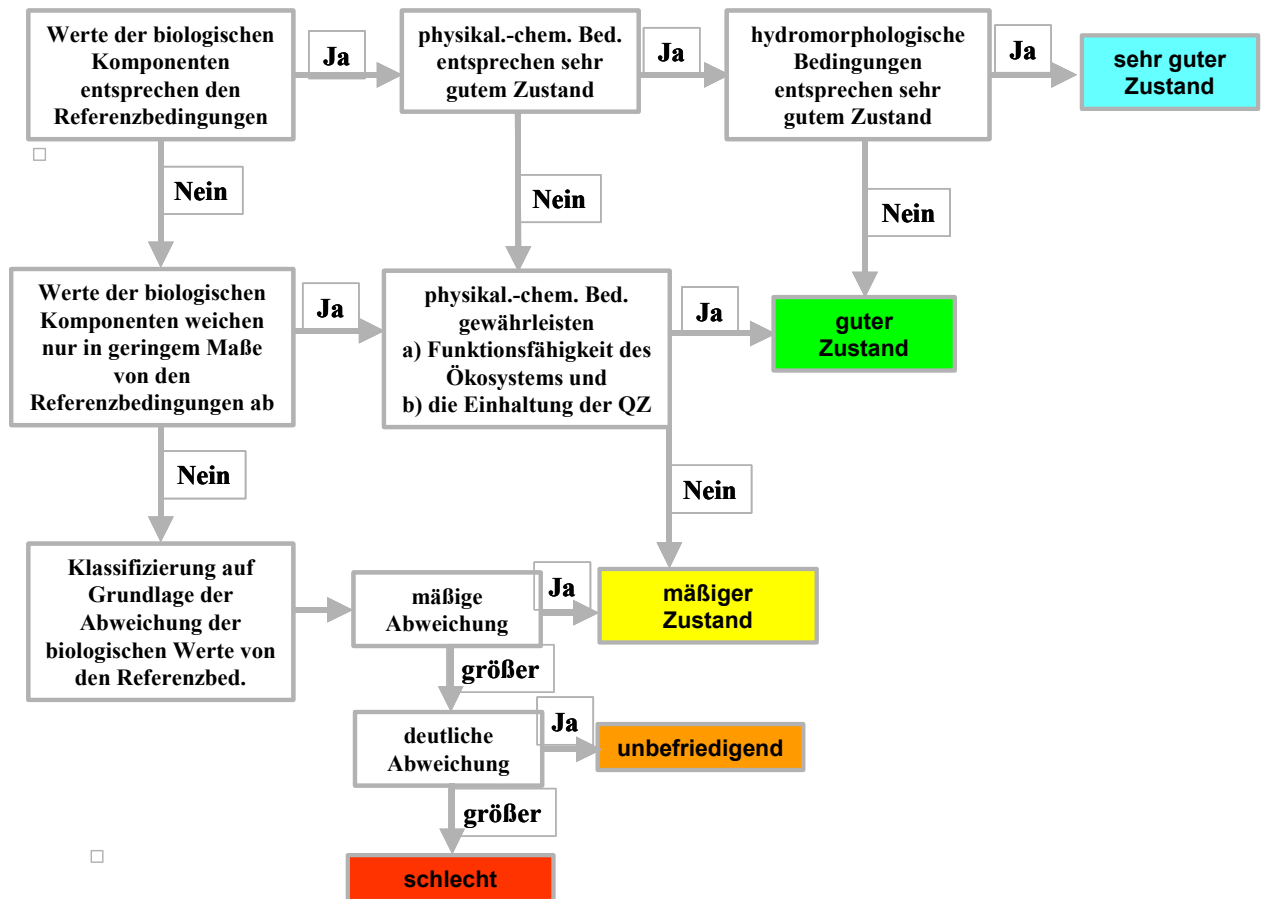 Werte der biologischen
Komponenten
entsprechen den
Referenzbedingungen
Ja
physikal.-chem. Bed.
entsprechen sehr
gutem Zustand
Ja
hydromorphologische
Bedingungen
entsprechen sehr
gutem Zustand
Ja
sehr guter
Zustand
Nein
Nein
Nein
Werte der biologischen
Komponenten weichen
nur in geringem Maße
von den
Referenzbedingungen ab
Ja
physikal.-chem. Bed.
gewährleisten
a) Funktionsfähigkeit des
Ökosystems und
b) die Einhaltung der QZ
Ja
guter
Zustand
Nein
Nein
Klassifizierung auf
Grundlage der
Abweichung der
biologischen Werte von
den Referenzbed.
mäßige
Abweichung
Ja
mäßiger
Zustand
größer
deutliche
Abweichung
Ja
unbefriedigend
größer
schlecht